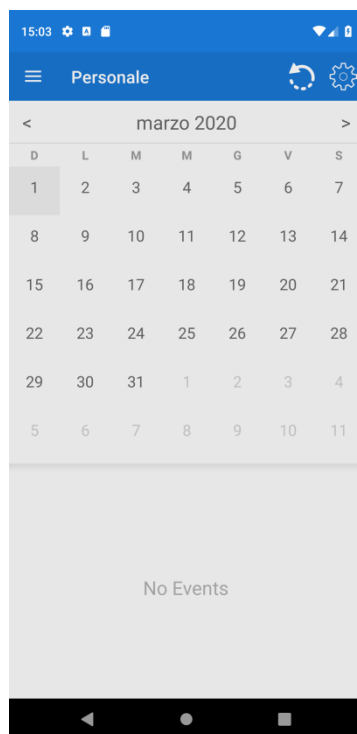 15:03
Personale
< marzo 2020 >
D L M M G V S
1 2 3 4 5 6 7
8 9 10 11 12 13 14
15 16 17 18 19 20 21
22 23 24 25 26 27 28
29 30 31 1 2 3 4
5 6 7 8 9 10 11
No Events